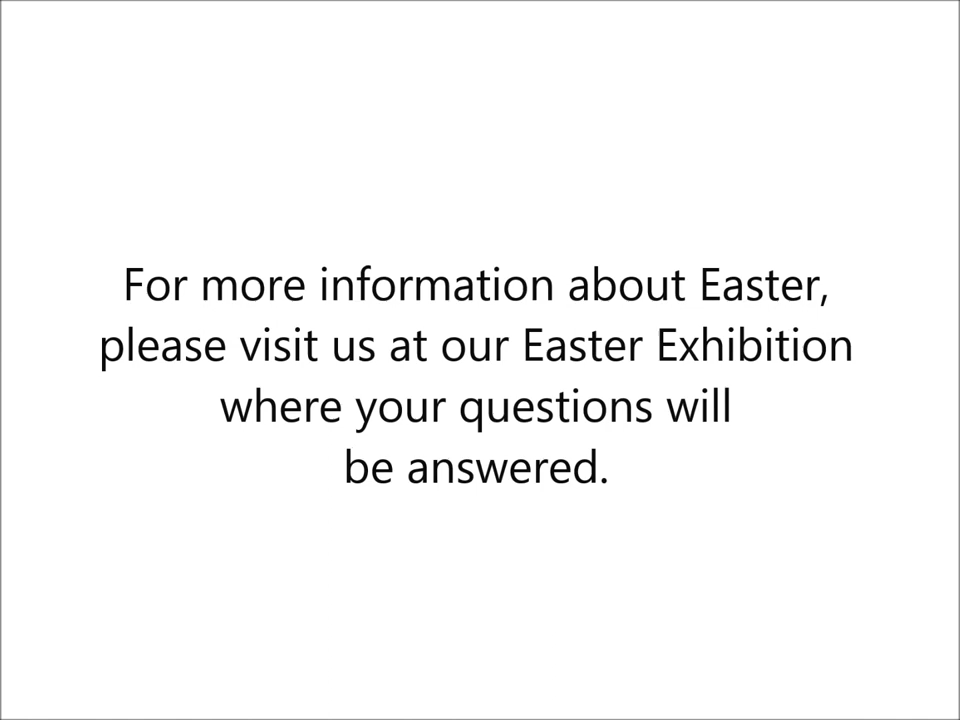 For more information about Easter,
please visit us at our Easter Exhibition
where your questions will
be answered.